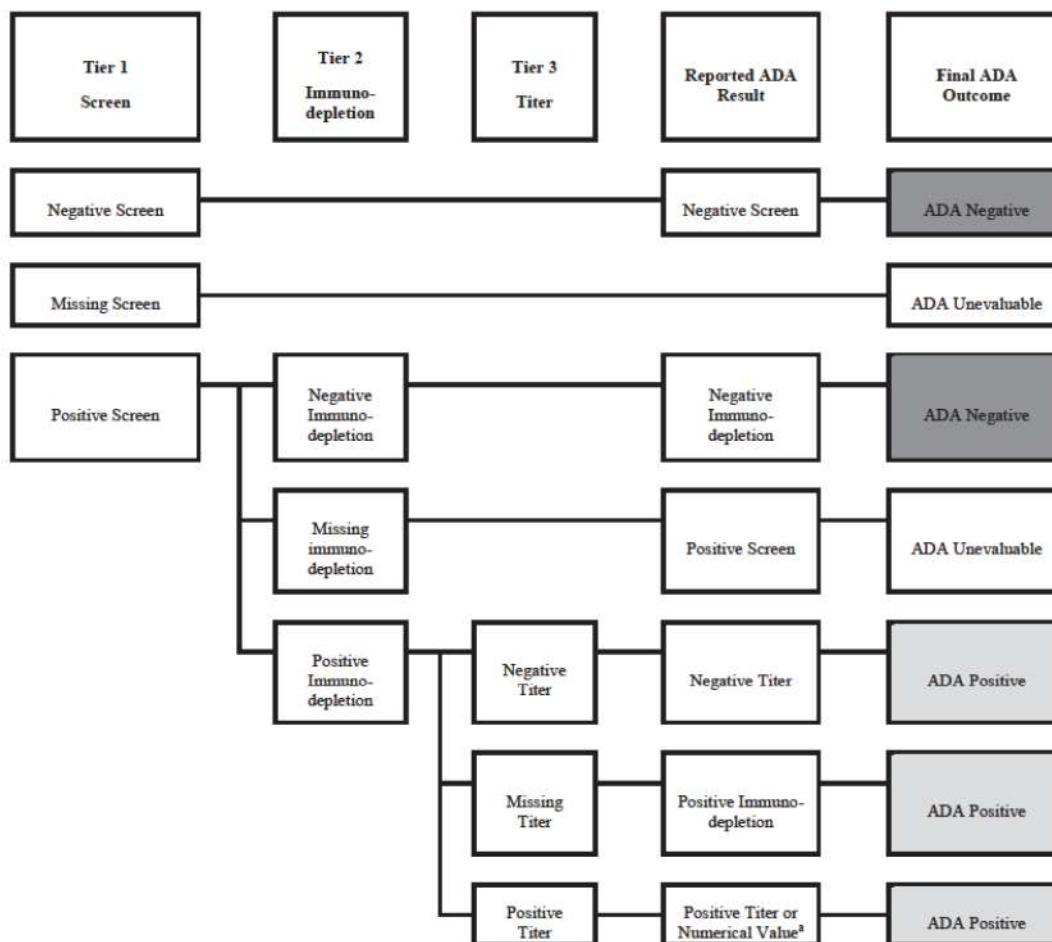 Tier 1
Screen
Tier 2
Immuno-
depletion
Tier 3
Titer
Reported ADA
Result
Final ADA
Outcome
Negative Screen
Negative Screen
ADA Negative
Missing Screen
ADA Unevaluable
Positive Screen
Negative
Immuno-
depletion
Negative
Immuno-
depletion
ADA Negative
Missing
immuno-
depletion
Positive Screen
ADA Unevaluable
Positive
Immuno-
depletion
Negative
Titer
Negative Titer
ADA Positive
Missing
Titer
Positive Immuno-
depletion
ADA Positive
Positive
Titer
Positive Titer or
Numerical Valueª
ADA Positive